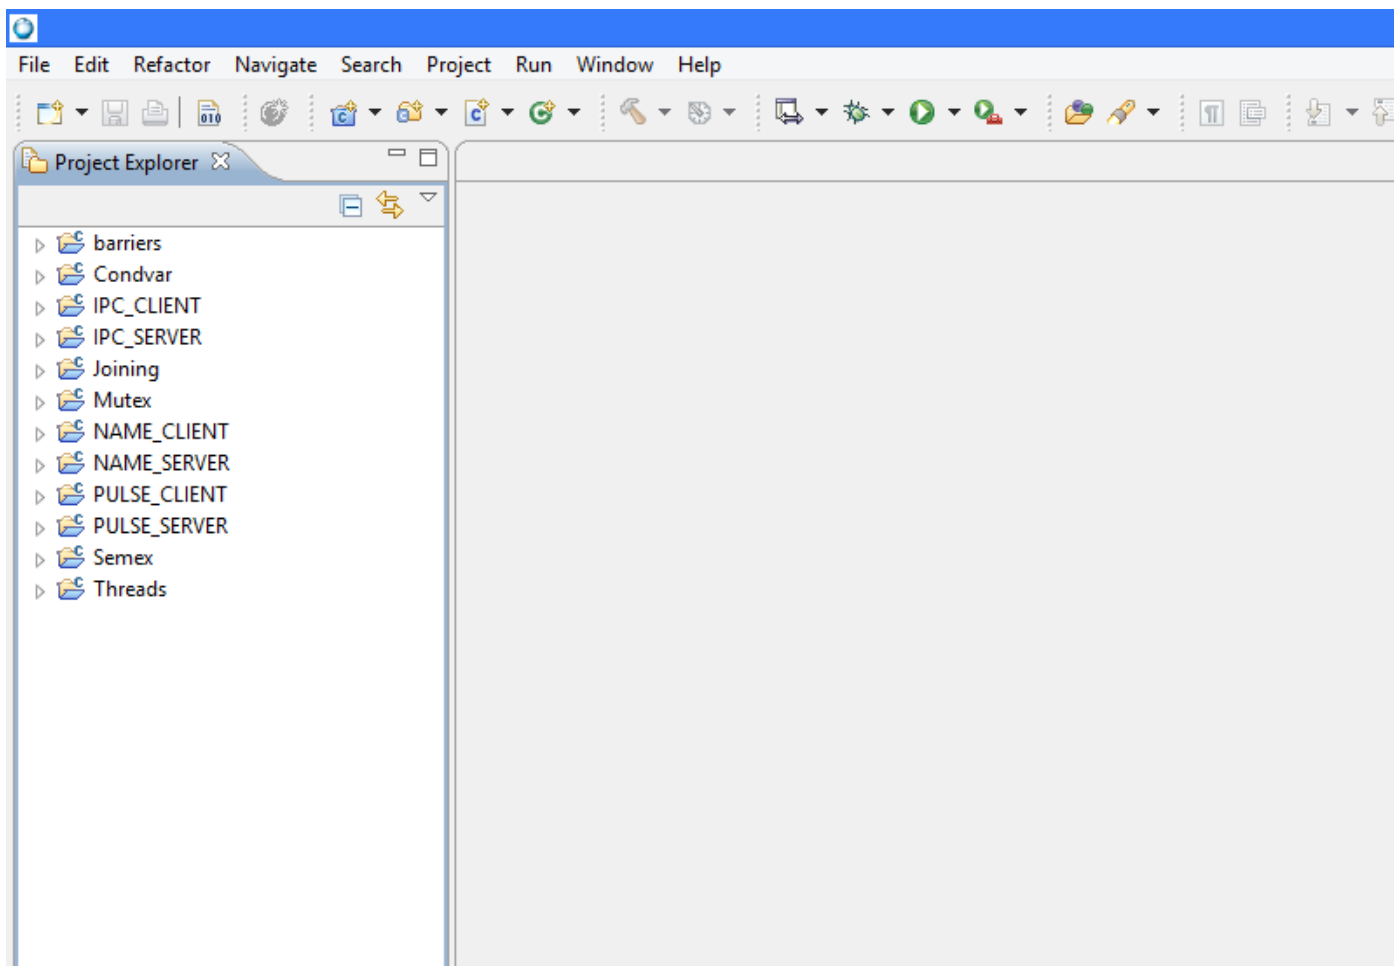 File Edit Refactor Navigate Search Project Run Window Help
010
C C C C
Project Explorer
barriers
Condvar
IPC_CLIENT
IPC_SERVER
Joining
Mutex
NAME_CLIENT
NAME_SERVER
PULSE_CLIENT
PULSE_SERVER
Semex
Threads